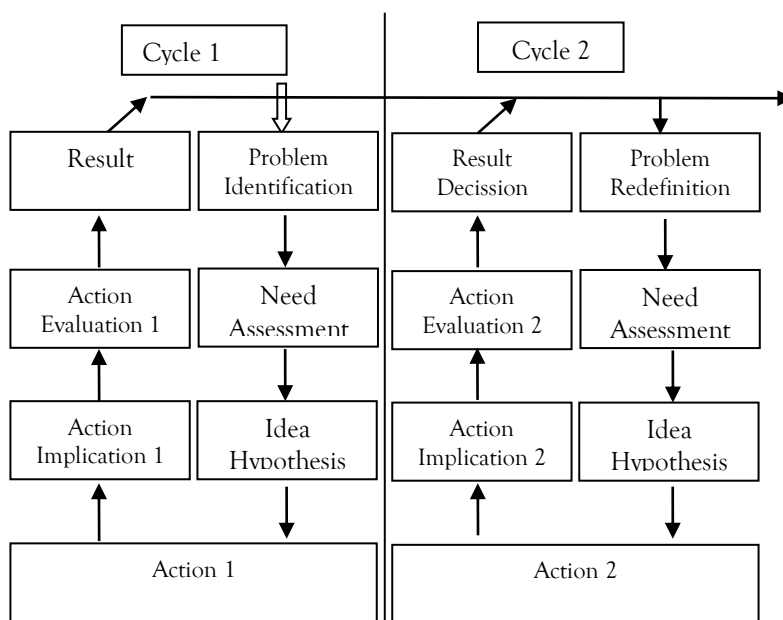 Cycle 1
Cycle 2
Result
Problem
Identification
Result
Decission
Problem
Redefinition
Action
Evaluation 1
Need
Assessment
Action
Evaluation 2
Need
Assessment
Action
Implication 1
Idea
Hypothesis
Action
Implication 2
Idea
Hypothesis
Action 1
Action 2